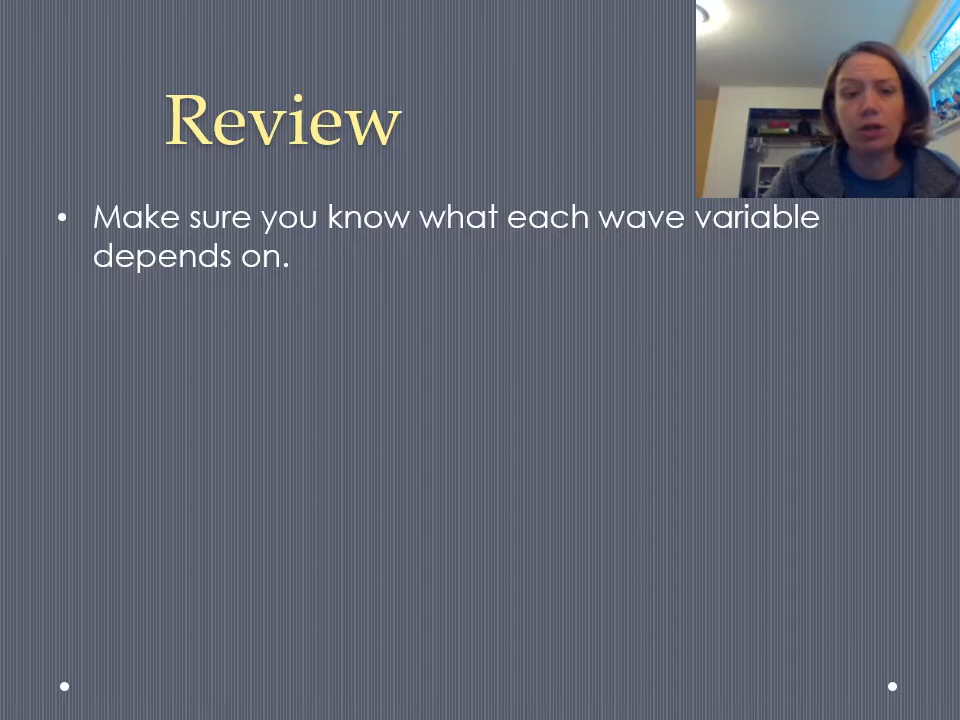 Review
• Make sure you know what each wave variable
depends on.